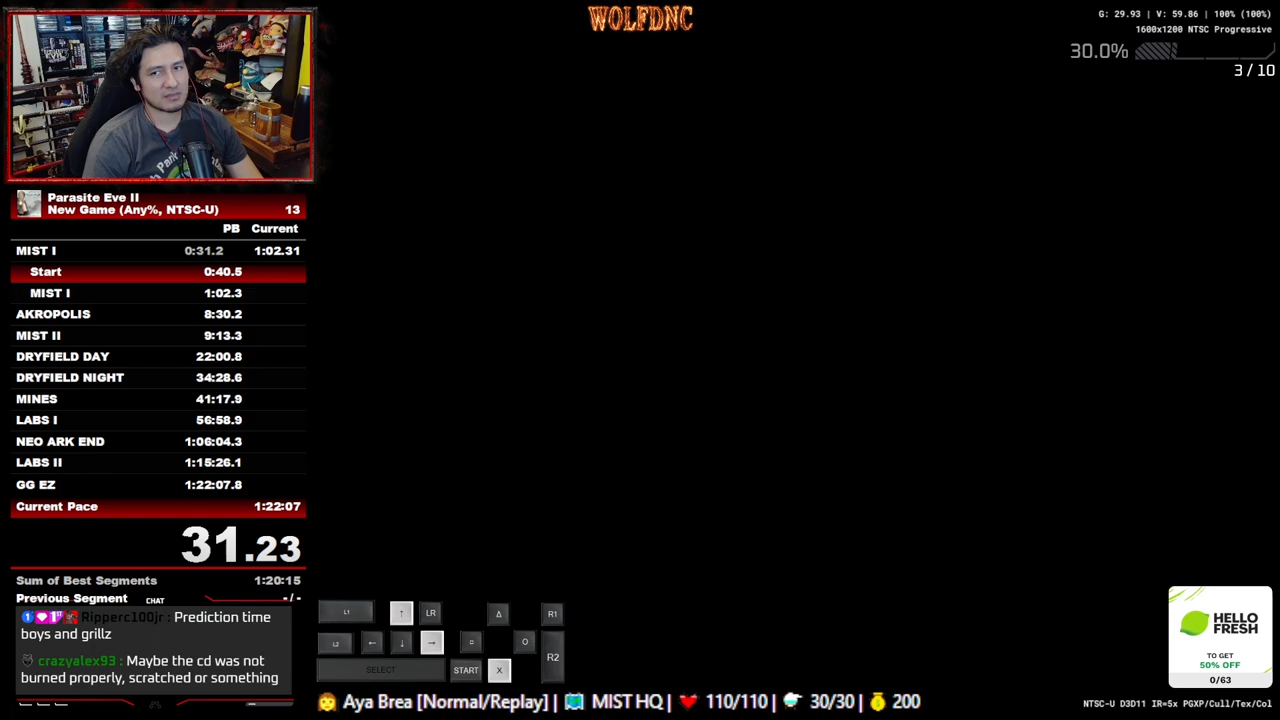 WOLFDNC
G: 29.93 | V: 59.86 | 100% (100%)
1600x1200 NTSC Progressive
30.0%
3 / 10
Parasite Eve II
New Game (Any%, NTSC-U) 13
PB Current
MIST I 0:31.2 1:02.31
Start 0:40.5
MIST I 1:02.3
AKROPOLIS 8:30.2
MIST II 9:13.3
DRYFIELD DAY 22:00.8
DRYFIELD NIGHT 34:28.6
MINES 41:17.9
LABS I 56:58.9
NEO ARK END 1:06:04.3
LABS II 1:15:26.1
GG EZ 1:22:07.8
Current Pace 1:22:07
31.23
Sum of Best Segments 1:20:15
Previous Segment -/-
CHAT
Ripperc100jr : Prediction time
boys and grillz
crazyalex93 : Maybe the cd was not
burned properly, scratched or something
L1 ↑ LR Δ R1
L2 ← ↓ → □ O R2
SELECT START X
HELLO
FRESH
TO GET
50% OFF
0/63
Aya Brea [Normal/Replay] | MIST HQ | 110/110 | 30/30 | 200
NTSC-U D3D11 IR=5x PGXP/Cull/Tex/Col